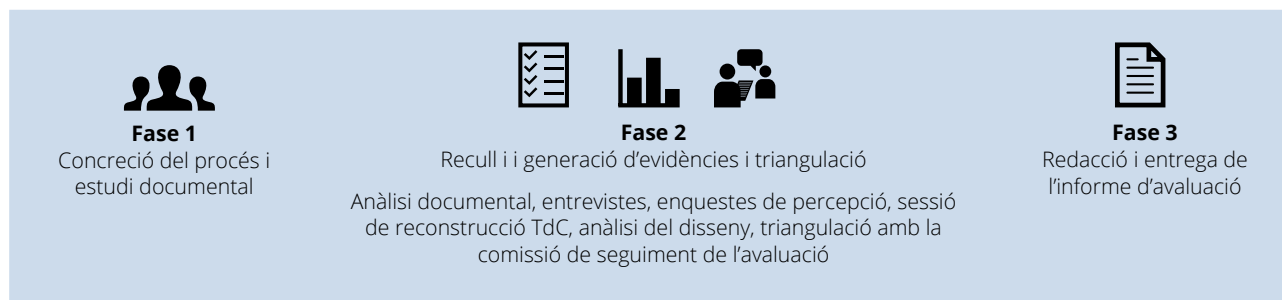 Fase 1
Concreció del procés i
estudi documental
Fase 2
Recull i i generació d’evidències i triangulació
Anàlisi documental, entrevistes, enquestes de percepció, sessió
de reconstrucció TdC, anàlisi del disseny, triangulació amb la
comissió de seguiment de l’avaluació
Fase 3
Redacció i entrega de
l’informe d’avaluació